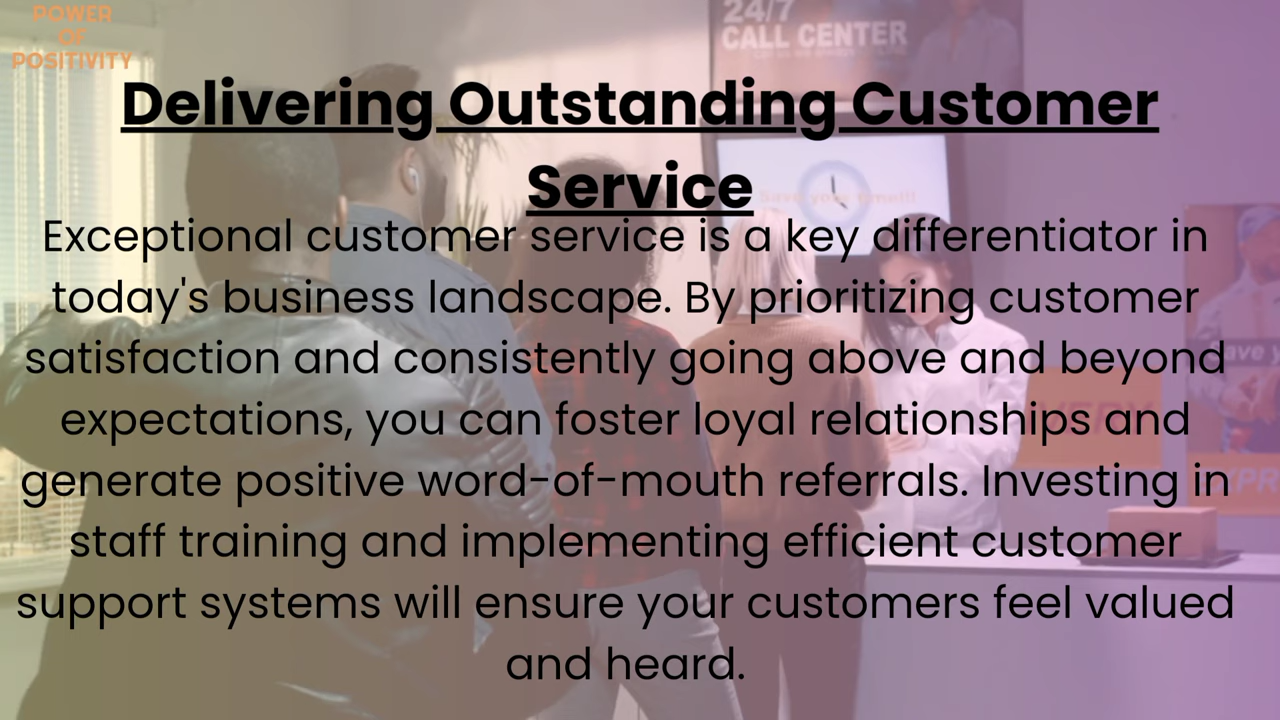 POWER
OF
POSITIVITY
24/7
CALL CENTER
Delivering Outstanding Customer
Service
Exceptional customer service is a key differentiator in
today's business landscape. By prioritizing customer
satisfaction and consistently going above and beyond
expectations, you can foster loyal relationships and
generate positive word-of-mouth referrals. Investing in
staff training and implementing efficient customer
support systems will ensure your customers feel valued
and heard.